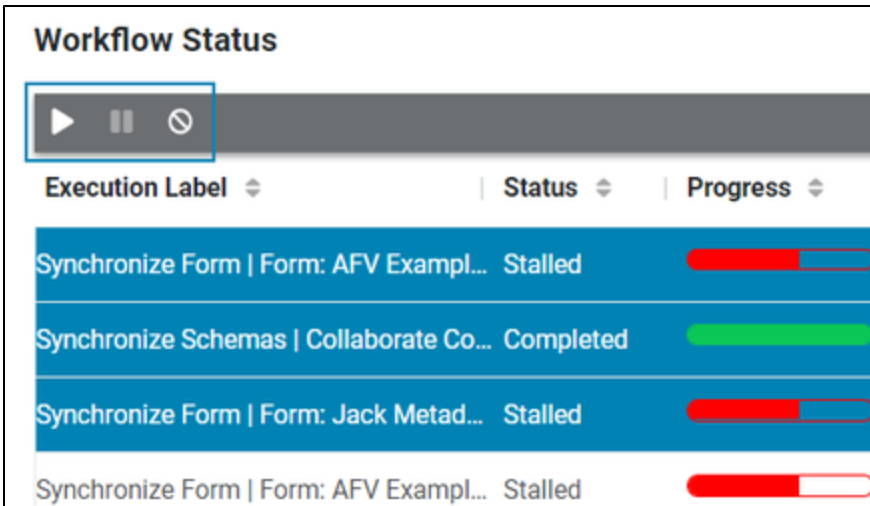 Workflow Status
Execution Label Status Progress
Synchronize Form | Form: AFV Exampl... Stalled
Synchronize Schemas | Collaborate Co... Completed
Synchronize Form | Form: Jack Metad... Stalled
Synchronize Form | Form: AFV Exampl... Stalled